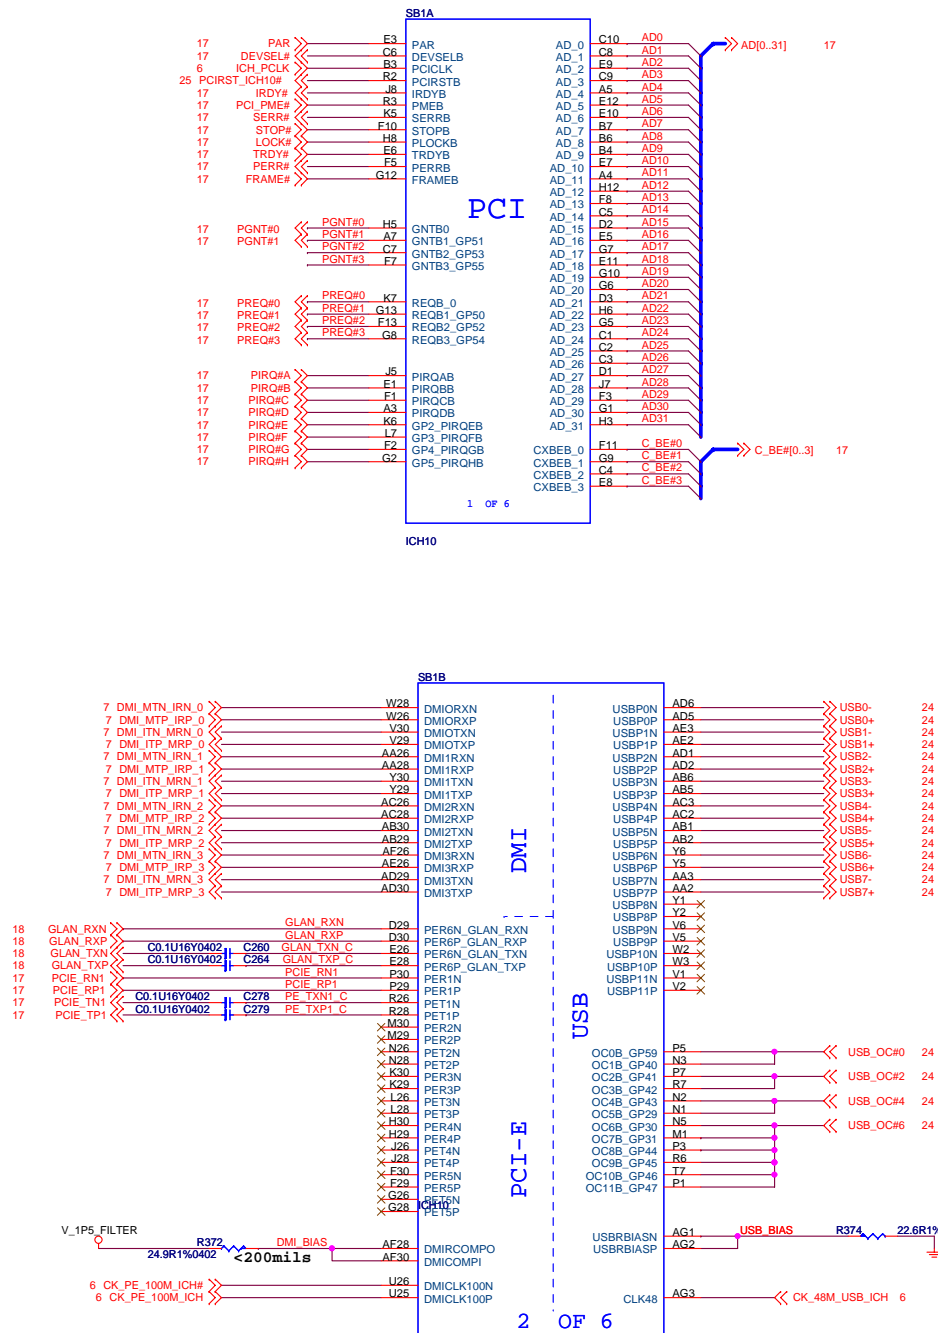 SB1A
17 PAR E3 PAR AD_0 C10 AD0 AD[0..31] 17
17 DEVSEL# C6 DEVSELB AD_1 C8 AD1
6 ICH_PCLK B3 PCICLK AD_2 E9 AD2
25 PCIRST_ICH10# R2 PCIRSTB AD_3 C9 AD3
17 IRDY# J8 IRDYB AD_4 A5 AD4
17 PCI_PME# R3 PMEB AD_5 E12 AD5
17 SERR# K5 SERRB AD_6 E10 AD6
17 STOP# F10 STOPB AD_7 B7 AD7
17 LOCK# H8 PLOCKB AD_8 B6 AD8
17 TRDY# E6 TRDYB AD_9 B4 AD9
17 PERR# F5 PERRB AD_10 E7 AD10
17 FRAME# G12 FRAMEB AD_11 A4 AD11
AD_12 H12 AD12
PCI AD_13 F8 AD13
AD_14 C5 AD14
17 PGNT#0 PGNT#0 H5 GNTB0 AD_15 D2 AD15
17 PGNT#1 PGNT#1 A7 GNTB1_GP51 AD_16 E5 AD16
PGNT#2 C7 GNTB2_GP53 AD_17 G7 AD17
PGNT#3 F7 GNTB3_GP55 AD_18 E11 AD18
AD_19 G10 AD19
AD_20 G6 AD20
17 PREQ#0 PREQ#0 K7 REQB_0 AD_21 D3 AD21
17 PREQ#1 PREQ#1 G13 REQB1_GP50 AD_22 H6 AD22
17 PREQ#2 PREQ#2 F13 REQB2_GP52 AD_23 G5 AD23
17 PREQ#3 PREQ#3 G8 REQB3_GP54 AD_24 C1 AD24
AD_25 C2 AD25
AD_26 C3 AD26
17 PIRQ#A J5 PIRQAB AD_27 D1 AD27
17 PIRQ#B E1 PIRQBB AD_28 J7 AD28
17 PIRQ#C F1 PIRQCB AD_29 F3 AD29
17 PIRQ#D A3 PIRQDB AD_30 G1 AD30
17 PIRQ#E K6 GP2_PIRQEB AD_31 H3 AD31
17 PIRQ#F L7 GP3_PIRQFB
17 PIRQ#G F2 GP4_PIRQGB CXBEB_0 F11 C_BE#0 C_BE#[0..3] 17
17 PIRQ#H G2 GP5_PIRQHB CXBEB_1 G9 C_BE#1
CXBEB_2 C4 C_BE#2
CXBEB_3 E8 C_BE#3
1 OF 6
ICH10
SB1B
7 DMI_MTN_IRN_0 W28 DMIORXN USBP0N AD6 USB0- 24
7 DMI_MTP_IRP_0 W26 DMIORXP USBP0P AD5 USB0+ 24
7 DMI_ITN_MRN_0 V30 DMIOTXN USBP1N AE3 USB1- 24
7 DMI_ITP_MRP_0 V29 DMIOTXP USBP1P AE2 USB1+ 24
7 DMI_MTN_IRN_1 AA26 DMI1RXN USBP2N AD1 USB2- 24
7 DMI_MTP_IRP_1 AA28 DMI1RXP USBP2P AD2 USB2+ 24
7 DMI_ITN_MRN_1 Y30 DMI1TXN USBP3N AB6 USB3- 24
7 DMI_ITP_MRP_1 Y29 DMI1TXP USBP3P AB5 USB3+ 24
7 DMI_MTN_IRN_2 AC26 DMI2RXN USBP4N AC3 USB4- 24
7 DMI_MTP_IRP_2 AC28 DMI2RXP USBP4P AC2 USB4+ 24
7 DMI_ITN_MRN_2 AB30 DMI2TXN USBP5N AB1 USB5- 24
7 DMI_ITP_MRP_2 AB29 DMI2TXP USBP5P AB2 USB5+ 24
7 DMI_MTN_IRN_3 AF26 DMI3RXN USBP6N Y6 USB6- 24
7 DMI_MTP_IRP_3 AE26 DMI3RXP USBP6P Y5 USB6+ 24
7 DMI_ITN_MRN_3 AD29 DMI3TXN USBP7N AA3 USB7- 24
7 DMI_ITP_MRP_3 AD30 DMI3TXP USBP7P AA2 USB7+ 24
DMI
USBP8N Y1
USBP8P Y2
18 GLAN_RXN GLAN_RXN D29 PER6N_GLAN_RXN USBP9N V6
18 GLAN_RXP GLAN_RXP D30 PER6P_GLAN_RXP USBP9P V5
18 GLAN_TXN C0.1U16Y0402 C260 GLAN_TXN_C E26 PER6N_GLAN_TXN USBP10N W2
18 GLAN_TXP C0.1U16Y0402 C264 GLAN_TXP_C E28 PER6P_GLAN_TXP USBP10P W3
17 PCIE_RN1 PCIE_RN1 P30 PER1N USBP11N V1
17 PCIE_RP1 PCIE_RP1 P29 PER1P USBP11P V2
17 PCIE_TN1 C0.1U16Y0402 C278 PE_TXN1_C R26 PET1N
17 PCIE_TP1 C0.1U16Y0402 C279 PE_TXP1_C R28 PET1P
USB
M30 PER2N
M29 PER2P
N26 PET2N OC0B_GP59 P5 USB_OC#0 24
N28 PET2P OC1B_GP40 N3
K30 PER3N OC2B_GP41 P7 USB_OC#2 24
K29 PER3P OC3B_GP42 R7
L26 PET3N OC4B_GP43 N2 USB_OC#4 24
L28 PET3P OC5B_GP29 N1
H30 PER4N OC6B_GP30 N5 USB_OC#6 24
H29 PER4P OC7B_GP31 M1
J26 PET4N OC8B_GP44 P3
J28 PET4P OC9B_GP45 R6
F30 PER5N OC10B_GP46 T7
F29 PER5P OC11B_GP47 P1
G26 PET5N
G28 PET5P
PCI-E
ICH10
V_1P5_FILTER
R372 DMI_BIAS AF28 DMIRCOMPO USBRBIASN AG1 USB_BIAS R374 22.6R1%
24.9R1%0402 <200mils AF30 DMICOMPI USBRBIASP AG2
6 CK_PE_100M_ICH# U26 DMICLK100N
6 CK_PE_100M_ICH U25 DMICLK100P CLK48 AG3 CK_48M_USB_ICH 6
2 OF 6